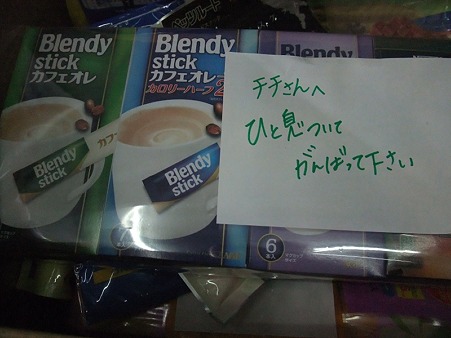 Blendy
stick
カフェオレ
Blendy
stick
Blendy
stick
カフェオレ
カロリーハーフ
Blendy
stick
Blendy
チチさんへ
ひと息ついて
がんばって下さい
6